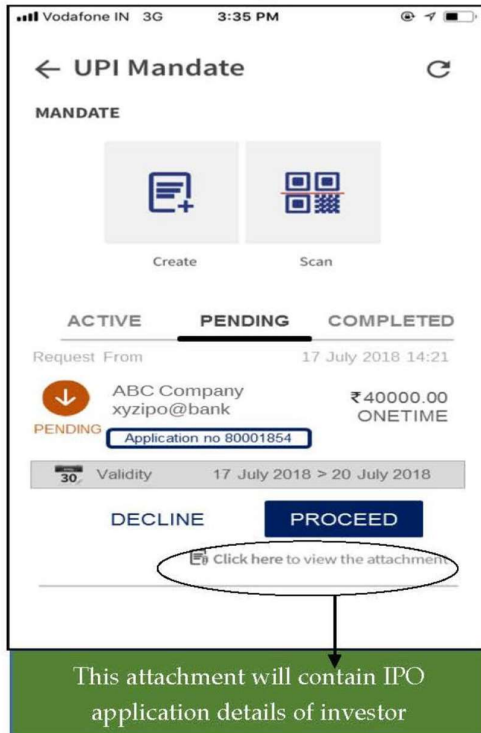 Vodafone IN 3G 3:35 PM
← UPI Mandate
MANDATE
Create Scan
ACTIVE PENDING COMPLETED
Request From 17 July 2018 14:21
ABC Company ₹40000.00
xyzipo@bank ONETIME
PENDING
Application no 80001854
30 Validity 17 July 2018 > 20 July 2018
DECLINE PROCEED
Click here to view the attachment
This attachment will contain IPO
application details of investor